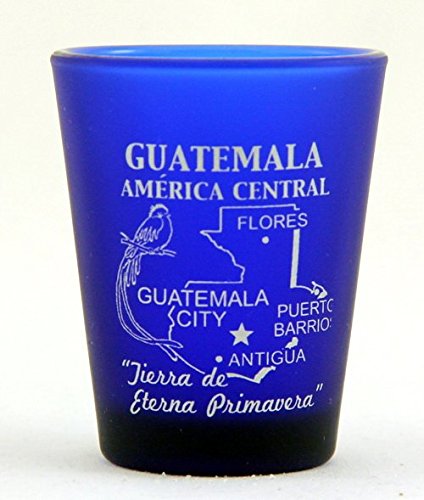 GUATEMALA
AMÉRICA CENTRAL
FLORES
GUATEMALA
CITY
PUERTO
BARRIOS
ANTIGUA
"Tierra de
Eterna Primavera"